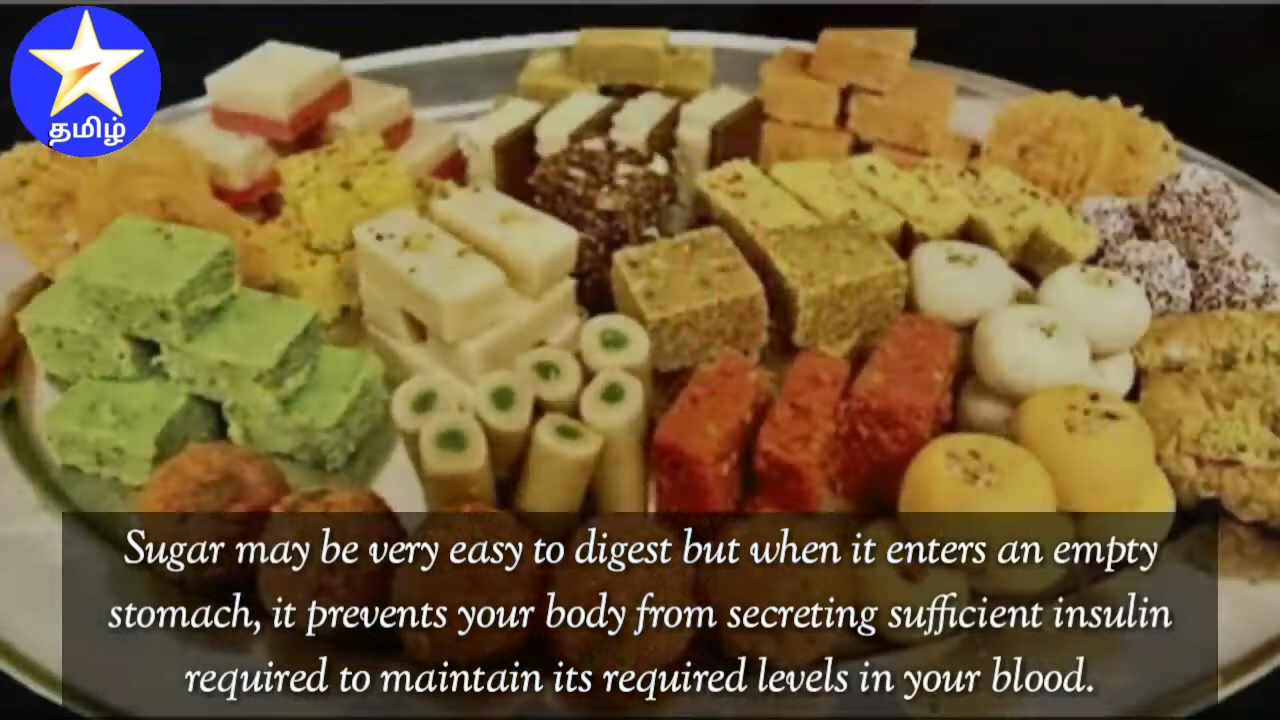 தமிழ்
Sugar may be very easy to digest but when it enters an empty
stomach, it prevents your body from secreting sufficient insulin
required to maintain its required levels in your blood.